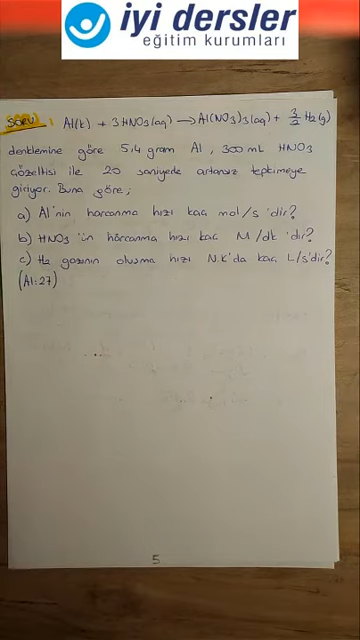 iyi dersler
eğitim kurumları
SORU: Al(k) + 3HNO3(aq) → Al(NO3)3(aq) + 3/2 H2(g)
denklemine göre 5,4 gram Al, 300 mL HNO3
çözeltisi ile 20 saniyede artansız tepkimeye
giriyor. Buna göre;
a) Al'nin harcanma hızı kaç mol/s 'dir?
b) HNO3 'ün harcanma hızı kaç M/dk 'dır?
c) H2 gazının oluşma hızı N.K'da kaç L/s'dir?
(Al:27)
5